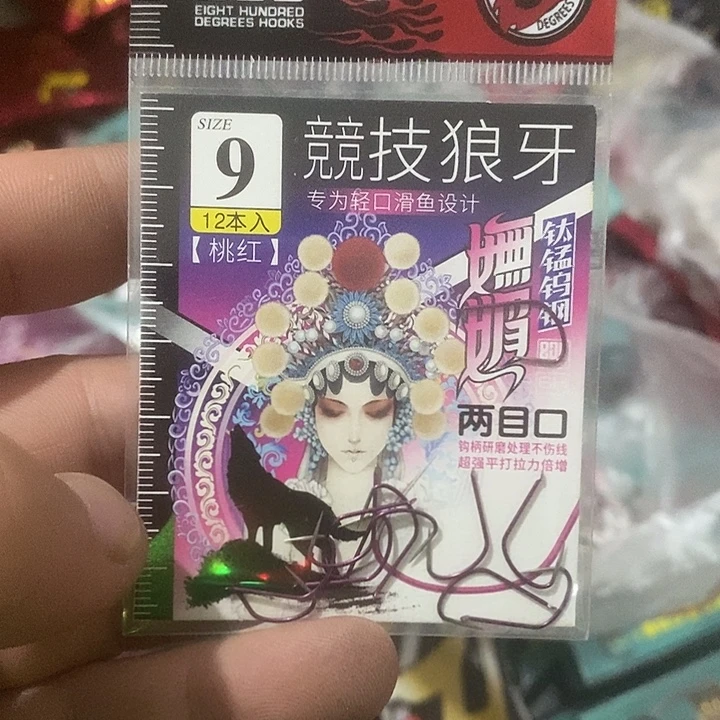 EIGHT HUNDRED
DEGREES HOOKS
DEGREES
SIZE
9
12本入
【桃红】
競技狼牙
专为轻口滑鱼设计
嫵媚
钛锰钨钢
两目口
钩柄研磨处理不伤线
超强平打拉力倍增